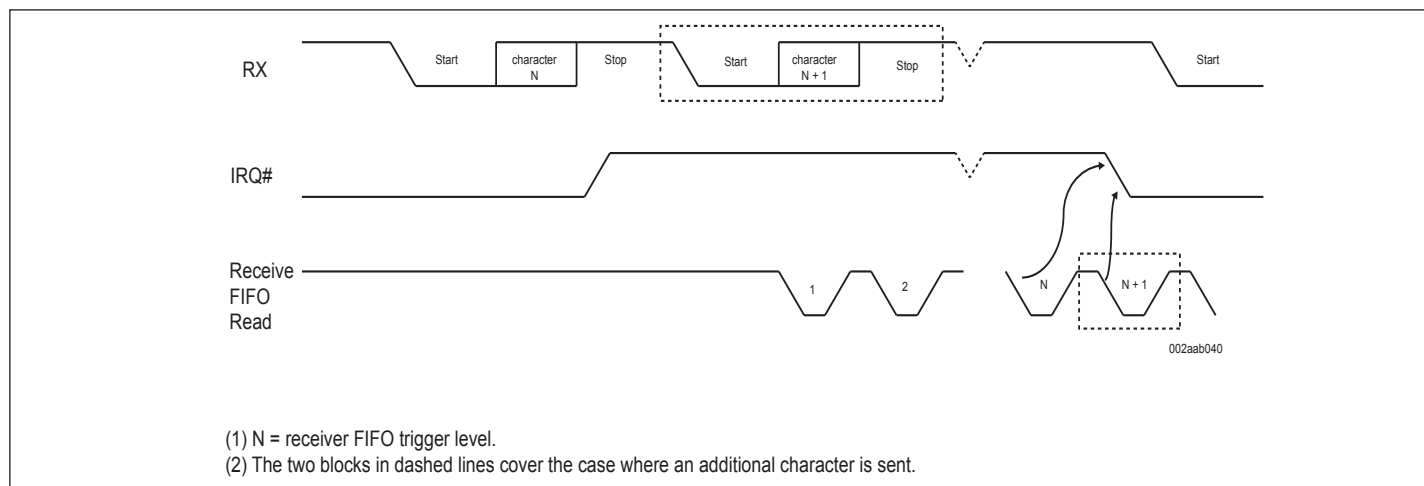 RX
Start
character
N
Stop
Start
character
N + 1
Stop
Start
IRQ#
Receive
FIFO
Read
1
2
N
N + 1
002aab040
(1) N = receiver FIFO trigger level.
(2) The two blocks in dashed lines cover the case where an additional character is sent.